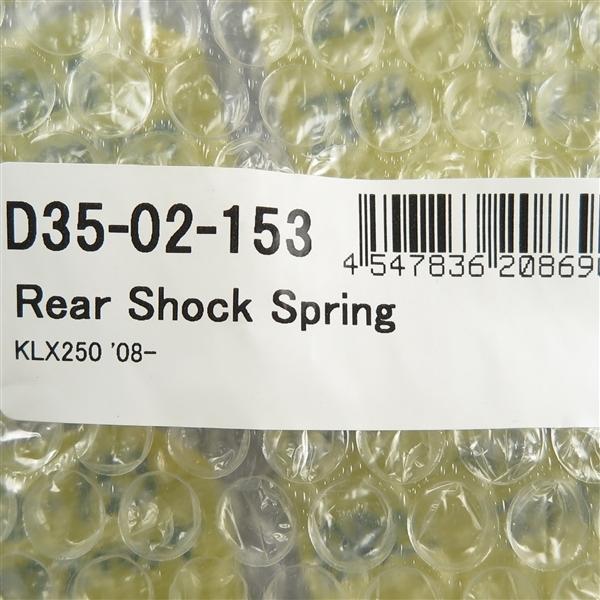 D35-02-153
4 547836 20869
Rear Shock Spring
KLX250 '08-